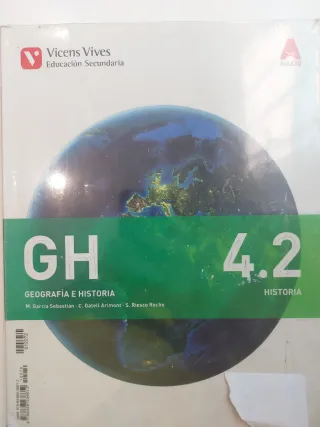 Vicens Vives
Educación Secundaria
GH
4.2
GEOGRAFÍA E HISTORIA
HISTORIA
M. García Sebastián · C. Gatell Arimont · S. Riesco Roche